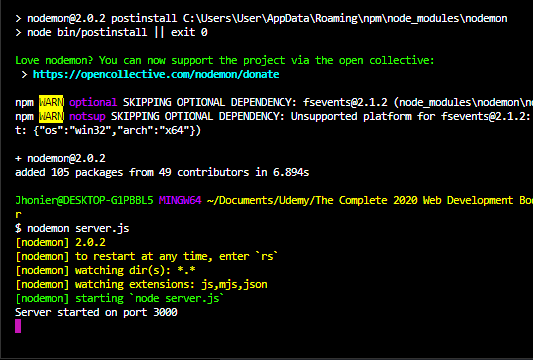 > nodemon@2.0.2 postinstall C:\Users\User\AppData\Roaming\npm\node_modules\nodemon
> node bin/postinstall || exit 0
Love nodemon? You can now support the project via the open collective:
> https://opencollective.com/nodemon/donate
npm WARN optional SKIPPING OPTIONAL DEPENDENCY: fsevents@2.1.2 (node_modules\nodemon\no
npm WARN notsup SKIPPING OPTIONAL DEPENDENCY: Unsupported platform for fsevents@2.1.2:
t: {"os":"win32","arch":"x64"})
+ nodemon@2.0.2
added 105 packages from 49 contributors in 6.894s
Jhonier@DESKTOP-G1PBBL5 MINGW64 ~/Documents/Udemy/The Complete 2020 Web Development Boo
r
$ nodemon server.js
[nodemon] 2.0.2
[nodemon] to restart at any time, enter `rs`
[nodemon] watching dir(s): *.*
[nodemon] watching extensions: js,mjs,json
[nodemon] starting `node server.js`
Server started on port 3000